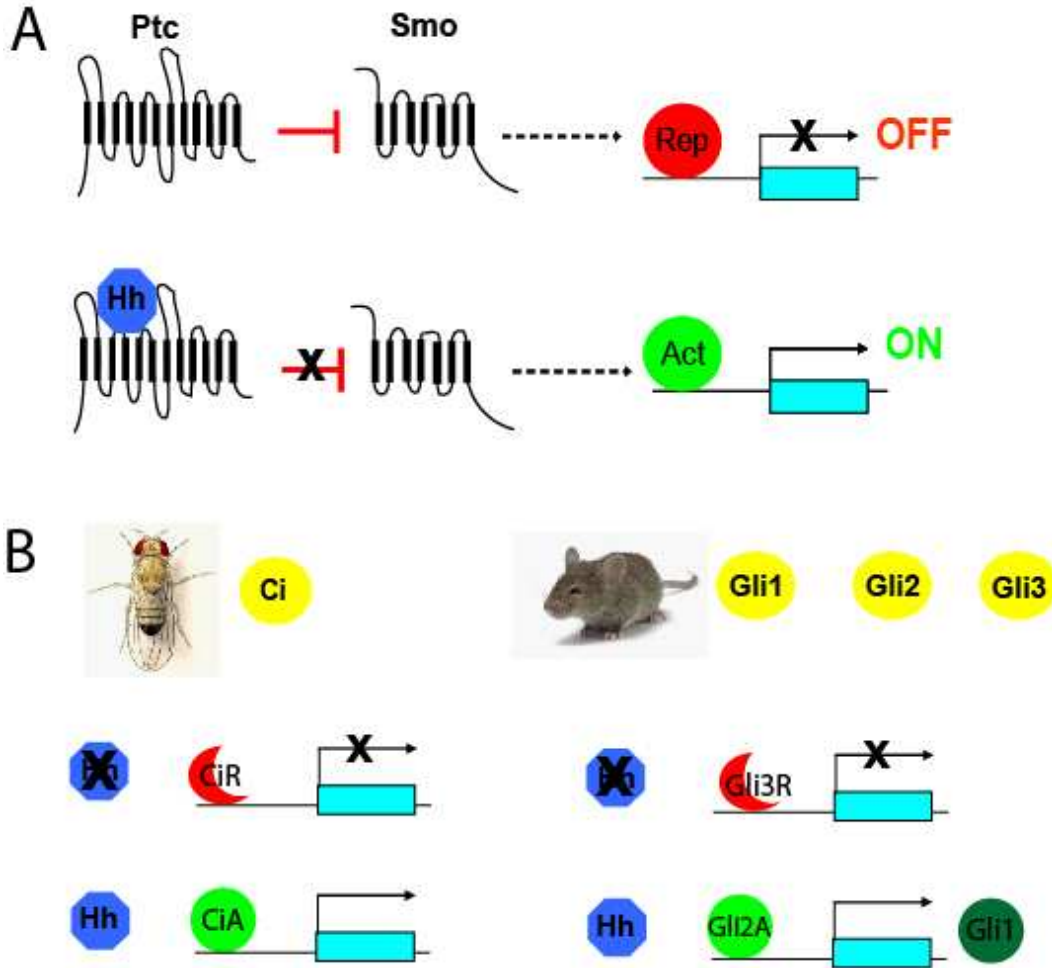 A
Ptc
Smo
Rep
X
OFF
Hh
X
Act
ON
B
Ci
Gli1
Gli2
Gli3
X
CiR
X
X
Gli3R
X
Hh
CiA
Hh
Gli2A
Gli1